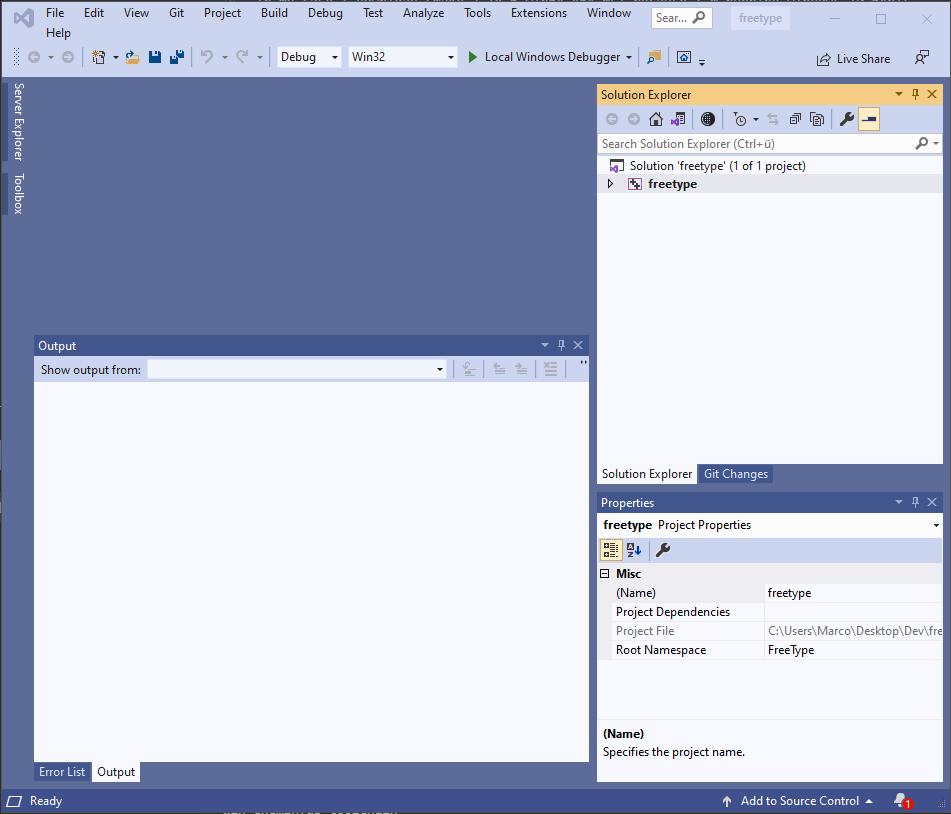 File Edit View Git Project Build Debug Test Analyze Tools Extensions Window Sear... freetype
Help
Debug Win32 Local Windows Debugger Live Share
Server Explorer
Toolbox
Solution Explorer
Search Solution Explorer (Ctrl+ü)
Solution 'freetype' (1 of 1 project)
freetype
Output
Show output from:
Solution Explorer Git Changes
Properties
freetype Project Properties
Misc
(Name) freetype
Project Dependencies
Project File C:\Users\Marco\Desktop\Dev\fre
Root Namespace FreeType
(Name)
Specifies the project name.
Error List Output
Ready Add to Source Control 1